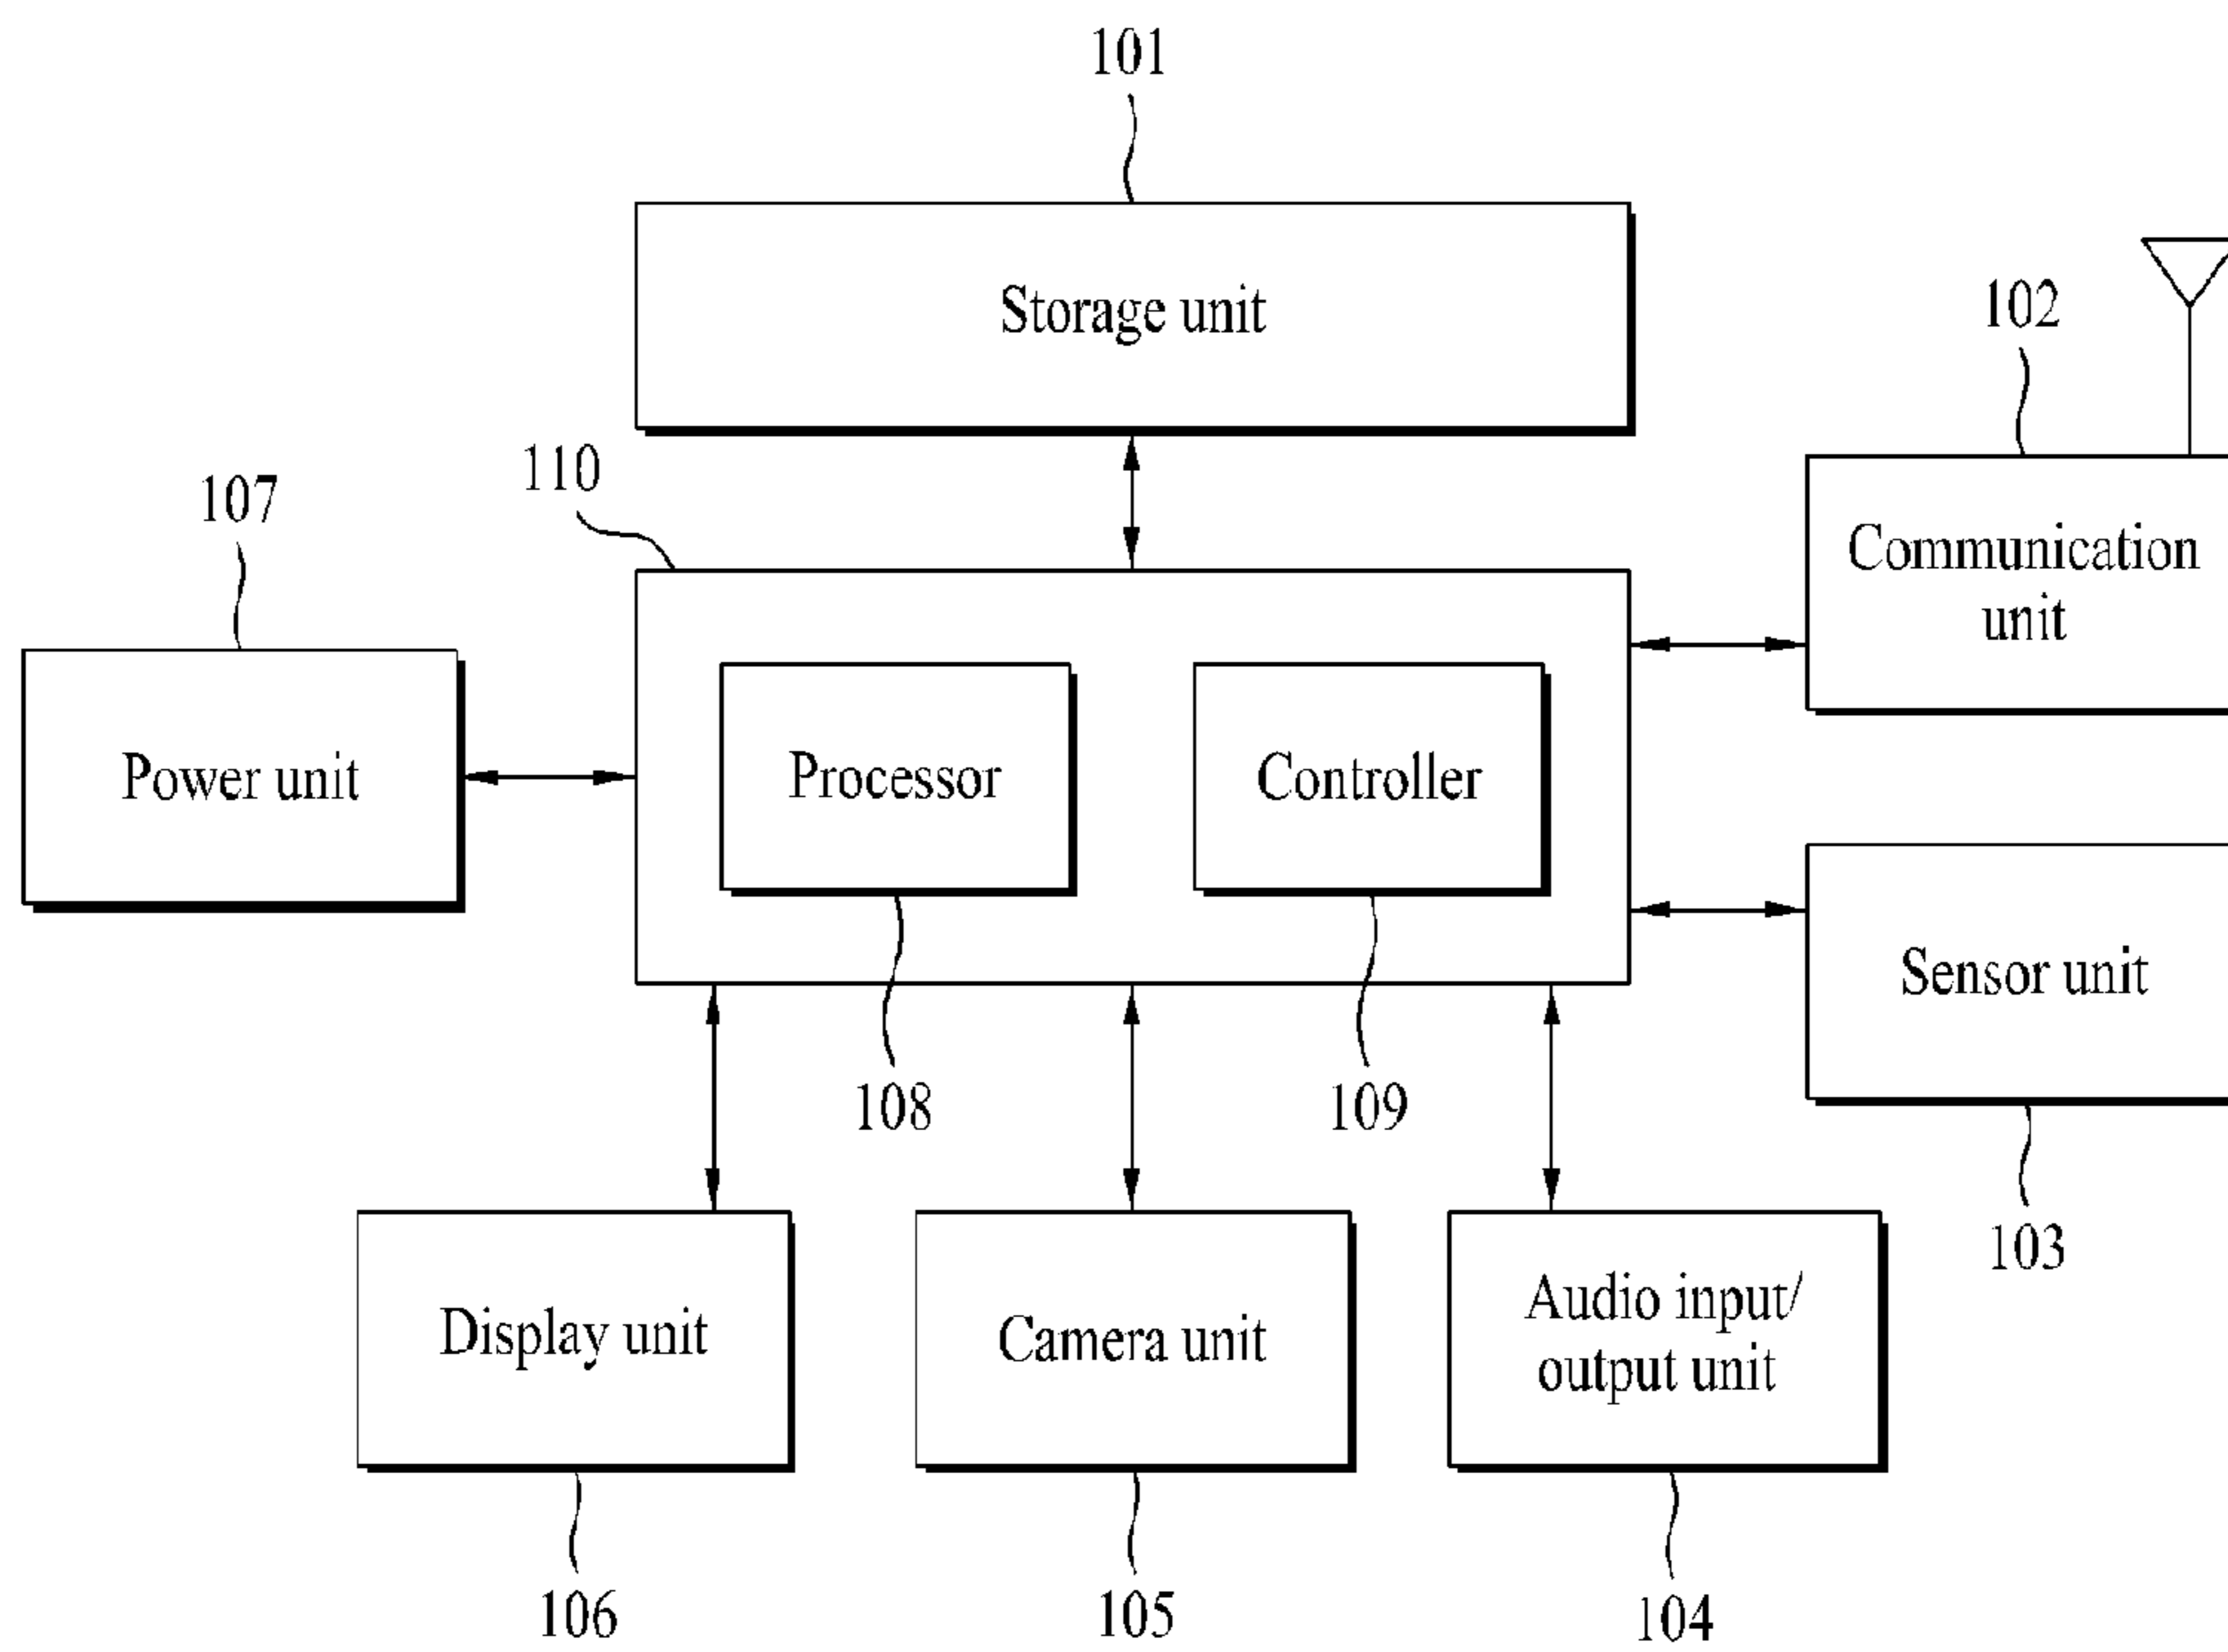 101
Storage unit
102
110
107
Communication
unit
Power unit
Processor
Controller
Sensor unit
108
109
103
Display unit
Camera unit
Audio input/
output unit
106
105
104